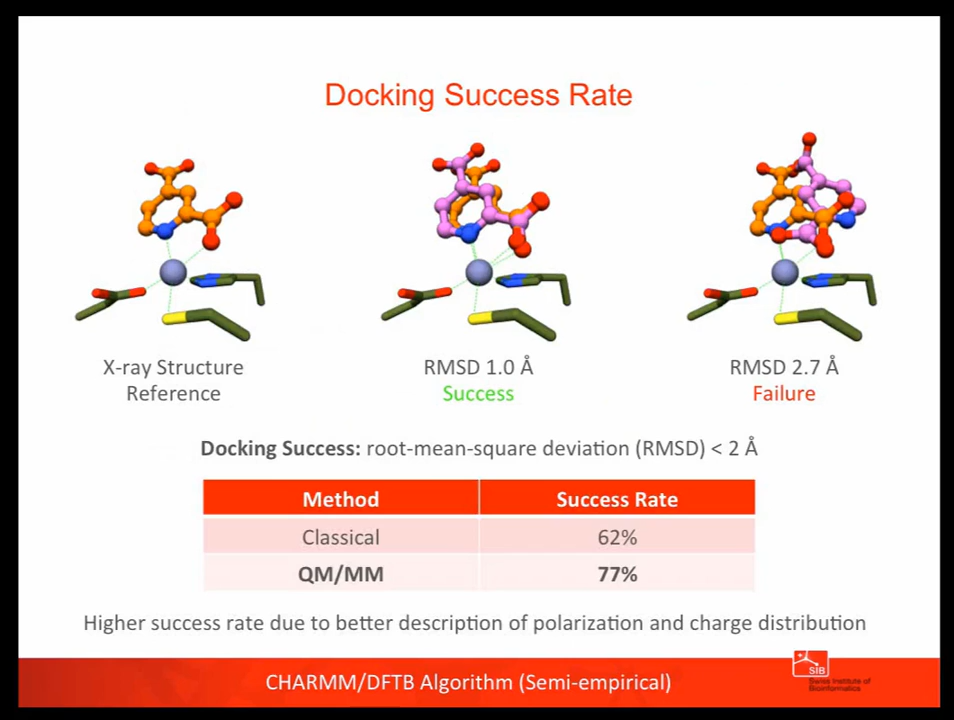 Docking Success Rate
X-ray Structure
Reference
RMSD 1.0 Å
Success
RMSD 2.7 Å
Failure
Docking Success: root-mean-square deviation (RMSD) < 2 Å
Method Success Rate
Classical 62%
QM/MM 77%
Higher success rate due to better description of polarization and charge distribution
CHARMM/DFTB Algorithm (Semi-empirical)
SIB
Swiss Institute of
Bioinformatics